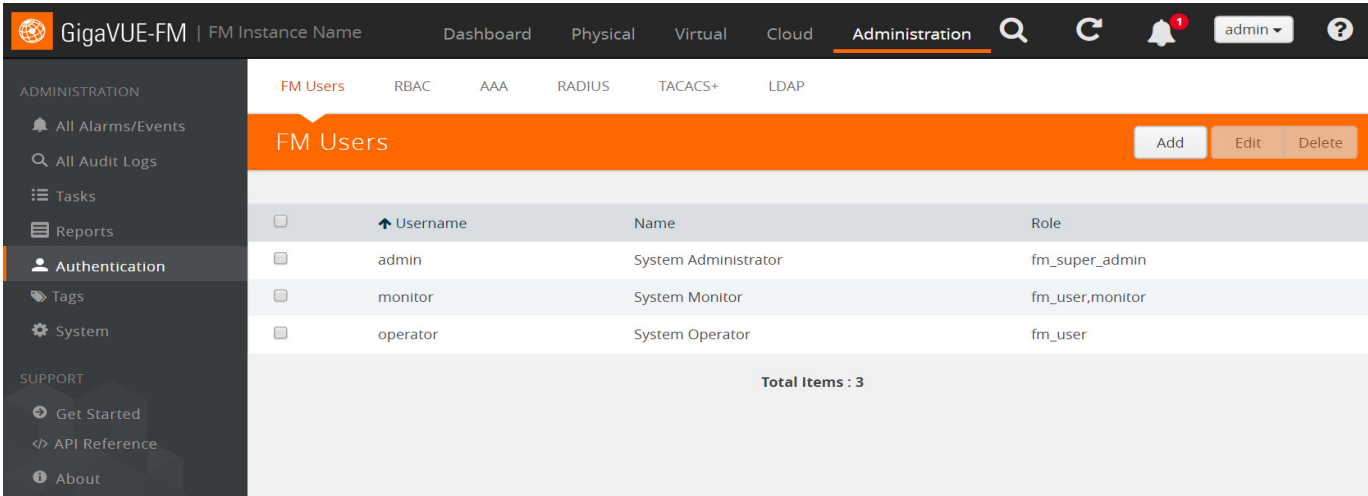 GigaVUE-FM | FM Instance Name Dashboard Physical Virtual Cloud Administration 1 admin ?
ADMINISTRATION
All Alarms/Events
All Audit Logs
Tasks
Reports
Authentication
Tags
System
SUPPORT
Get Started
</> API Reference
About
FM Users RBAC AAA RADIUS TACACS+ LDAP
FM Users Add Edit Delete
Username Name Role
admin System Administrator fm_super_admin
monitor System Monitor fm_user,monitor
operator System Operator fm_user
Total Items : 3